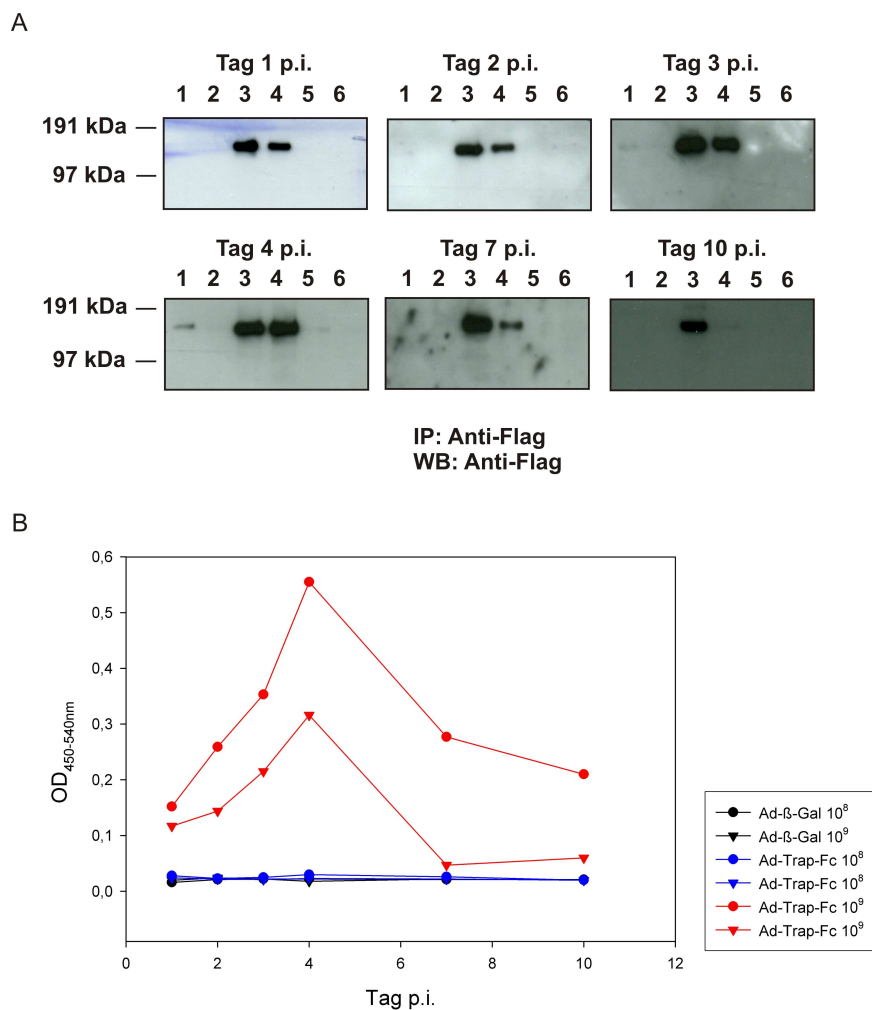 A
Tag 1 p.i.
Tag 2 p.i.
Tag 3 p.i.
1 2 3 4 5 6
1 2 3 4 5 6
1 2 3 4 5 6
191 kDa
97 kDa
Tag 4 p.i.
Tag 7 p.i.
Tag 10 p.i.
1 2 3 4 5 6
1 2 3 4 5 6
1 2 3 4 5 6
191 kDa
97 kDa
IP: Anti-Flag
WB: Anti-Flag
B
0,6
0,5
0,4
0,3
0,2
0,1
0,0
OD450-540nm
0 2 4 6 8 10 12
Tag p.i.
Ad-ß-Gal 10⁸
Ad-ß-Gal 10⁹
Ad-Trap-Fc 10⁸
Ad-Trap-Fc 10⁸
Ad-Trap-Fc 10⁹
Ad-Trap-Fc 10⁹